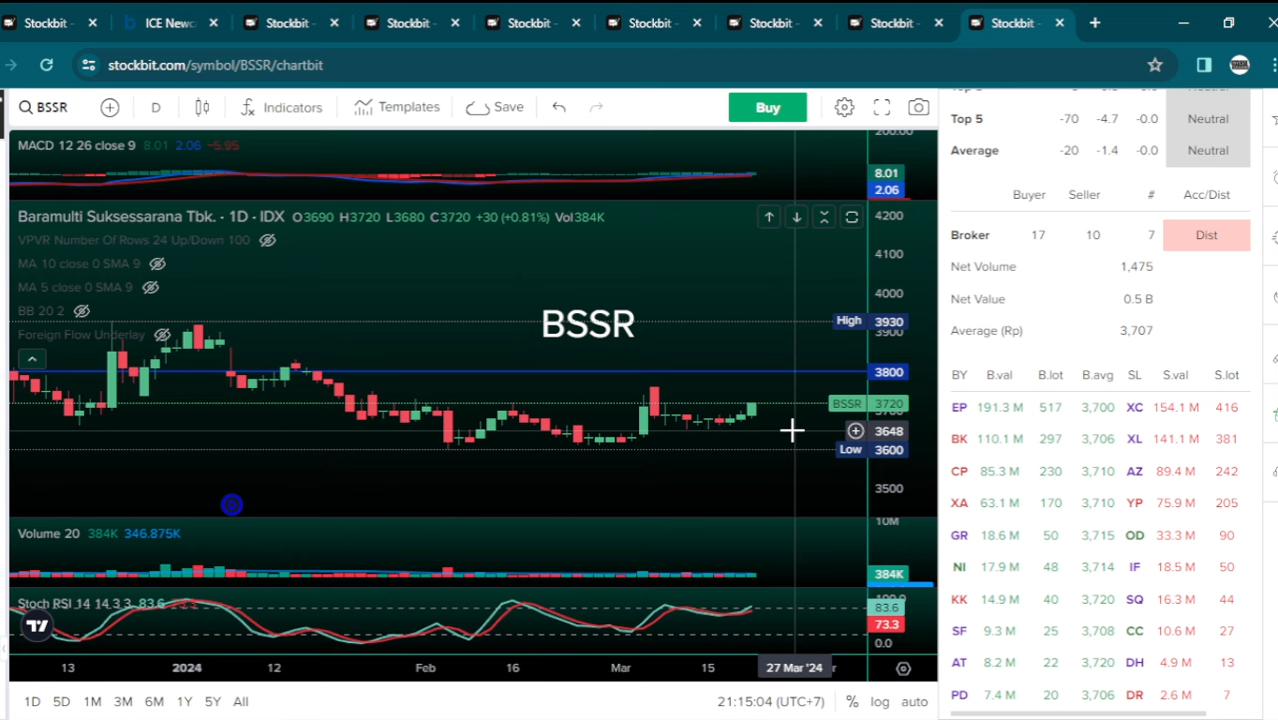 Stockbit - × ICE Newc × Stockbit - × Stockbit - × Stockbit - × Stockbit - × Stockbit - × Stockbit - × Stockbit - × +
stockbit.com/symbol/BSSR/chartbit
BSSR D Indicators Templates Save Buy
MACD 12 26 close 9 8.01 2.06 -5.95
200.00
8.01
2.06
Baramulti Suksessarana Tbk. · 1D · IDX O3690 H3720 L3680 C3720 +30 (+0.81%) Vol384K
VPVR Number Of Rows 24 Up/Down 100
MA 10 close 0 SMA 9
MA 5 close 0 SMA 9
BB 20 2
Foreign Flow Underlay
BSSR
4200
4100
4000
High 3930
3900
3800
BSSR 3720
3700
3648
Low 3600
3500
D
Volume 20 384K 346.875K
10M
384K
Stoch RSI 14 14 3 3 83.6 73.3
100.0
83.6
73.3
0.0
13 2024 12 Feb 16 Mar 15 27 Mar '24
1D 5D 1M 3M 6M 1Y 5Y All 21:15:04 (UTC+7) % log auto
Top 5 -70 -4.7 -0.0 Neutral
Average -20 -1.4 -0.0 Neutral
Buyer Seller # Acc/Dist
Broker 17 10 7 Dist
Net Volume 1,475
Net Value 0.5 B
Average (Rp) 3,707
BY B.val B.lot B.avg SL S.val S.lot
EP 191.3 M 517 3,700 XC 154.1 M 416
BK 110.1 M 297 3,706 XL 141.1 M 381
CP 85.3 M 230 3,710 AZ 89.4 M 242
XA 63.1 M 170 3,710 YP 75.9 M 205
GR 18.6 M 50 3,715 OD 33.3 M 90
NI 17.9 M 48 3,714 IF 18.5 M 50
KK 14.9 M 40 3,720 SQ 16.3 M 44
SF 9.3 M 25 3,708 CC 10.6 M 27
AT 8.2 M 22 3,720 DH 4.9 M 13
PD 7.4 M 20 3,706 DR 2.6 M 7